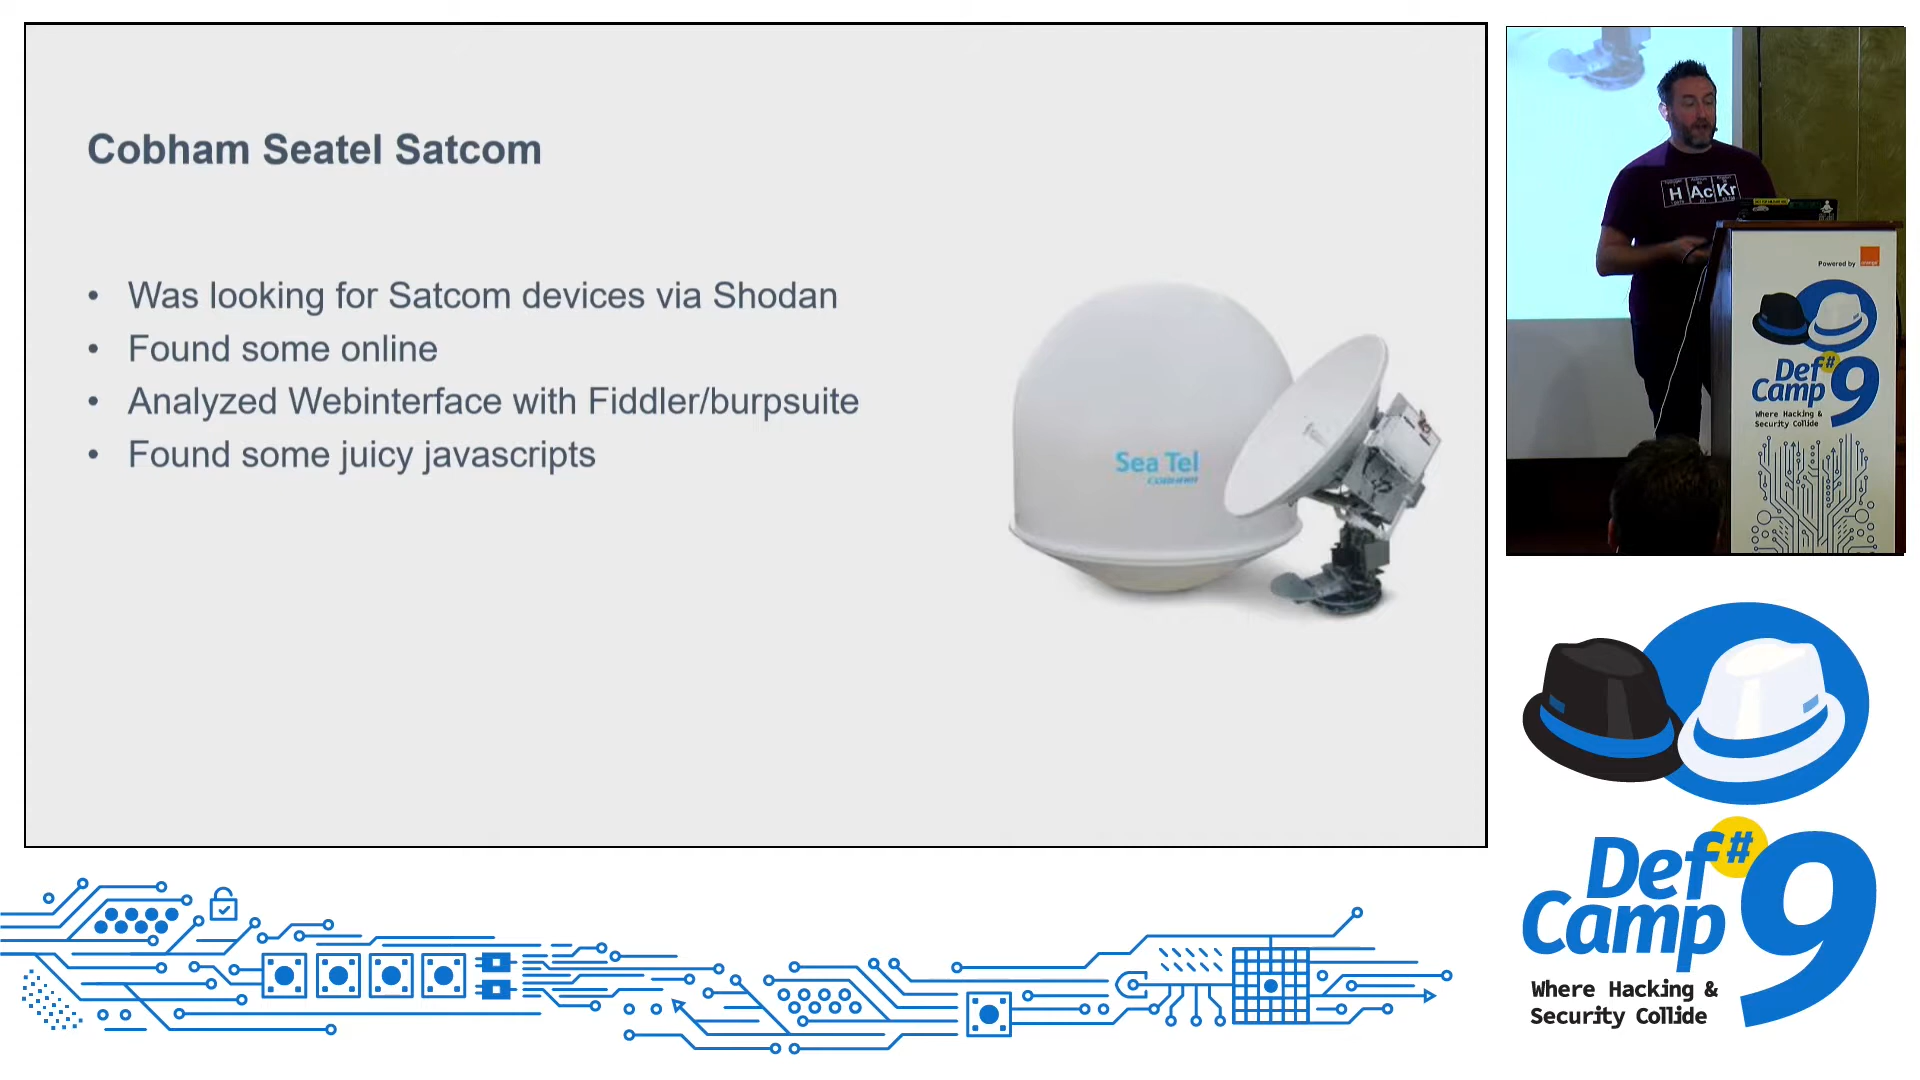 Cobham Seatel Satcom
• Was looking for Satcom devices via Shodan
• Found some online
• Analyzed Webinterface with Fiddler/burpsuite
• Found some juicy javascripts
Sea Tel
COBHAM
H Ac Kr
Powered by
Def #
Camp 9
Where Hacking &
Security Collide
Def #
Camp 9
Where Hacking &
Security Collide